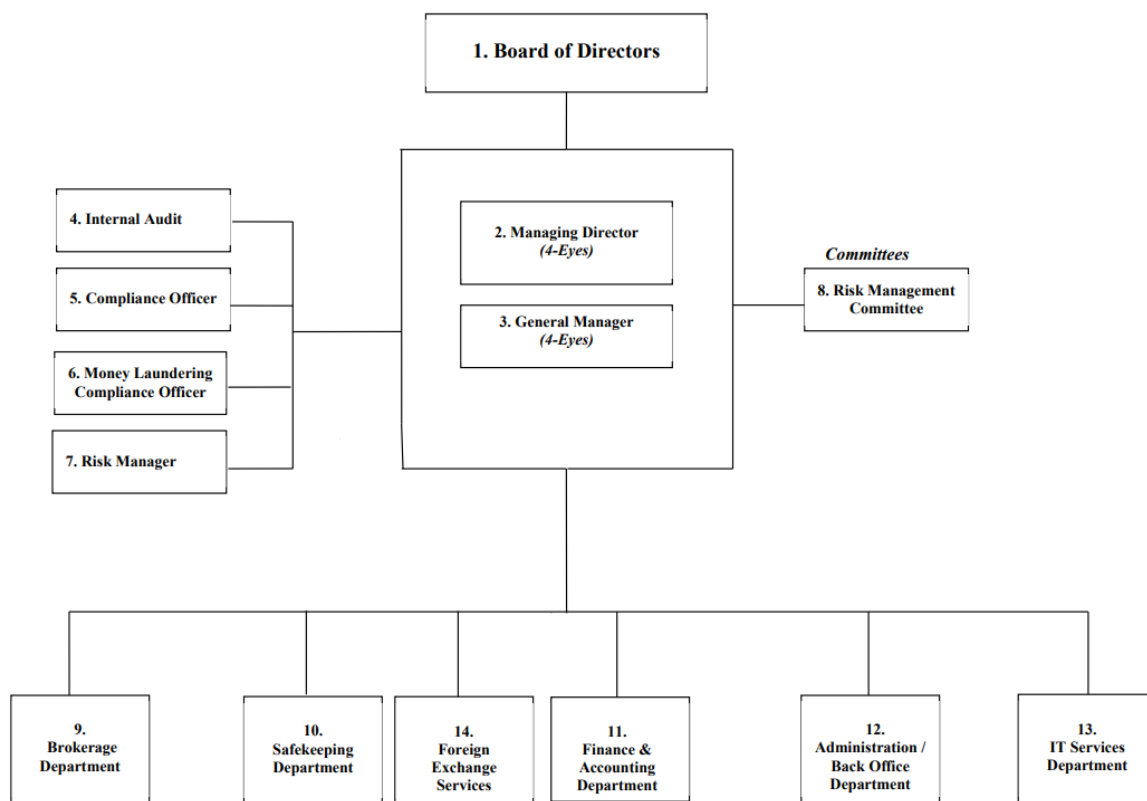 1. Board of Directors
4. Internal Audit
2. Managing Director
(4-Eyes)
Committees
5. Compliance Officer
8. Risk Management
Committee
3. General Manager
(4-Eyes)
6. Money Laundering
Compliance Officer
7. Risk Manager
9.
Brokerage
Department
10.
Safekeeping
Department
14.
Foreign
Exchange
Services
11.
Finance &
Accounting
Department
12.
Administration /
Back Office
Department
13.
IT Services
Department